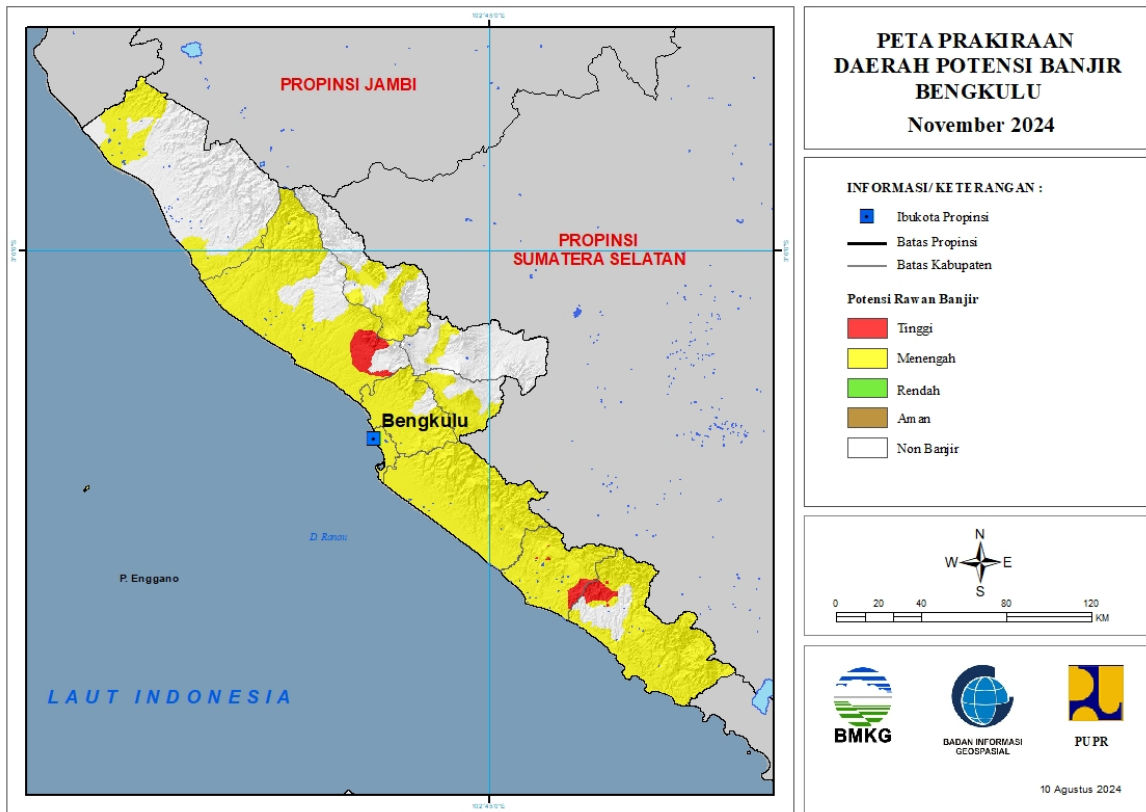 PETA PRAKIRAAN
DAERAH POTENSI BANJIR
BENGKULU
November 2024
INFORMASI/ KETERANGAN :
Ibukota Propinsi
Batas Propinsi
Batas Kabupaten
Potensi Rawan Banjir
Tinggi
Menengah
Rendah
Aman
Non Banjir
PROPINSI JAMBI
PROPINSI
SUMATERA SELATAN
Bengkulu
D. Ranau
P. Enggano
LAUT INDONESIA
N
W E
S
0 20 40 80 120
KM
BMKG
BADAN INFORMASI
GEOSPASIAL
PUPR
10 Agustus 2024